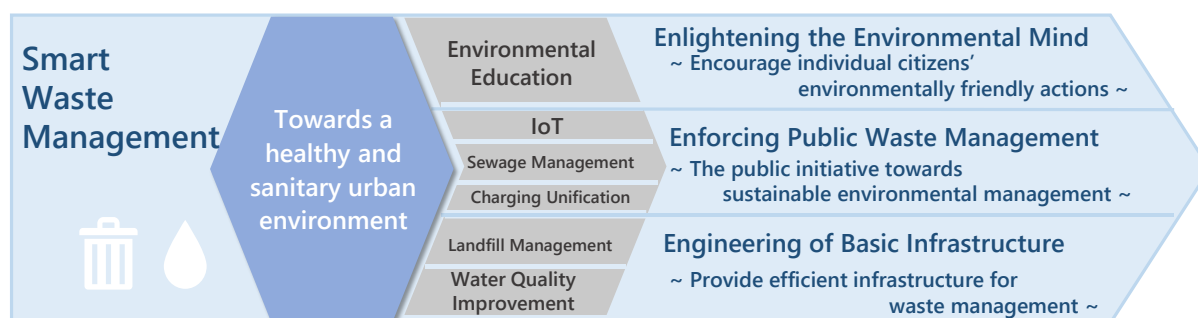 Smart
Waste
Management
Towards a
healthy and
sanitary urban
environment
Environmental
Education
Enlightening the Environmental Mind
~ Encourage individual citizens’
environmentally friendly actions ~
IoT
Sewage Management
Charging Unification
Enforcing Public Waste Management
~ The public initiative towards
sustainable environmental management ~
Landfill Management
Water Quality
Improvement
Engineering of Basic Infrastructure
~ Provide efficient infrastructure for
waste management ~